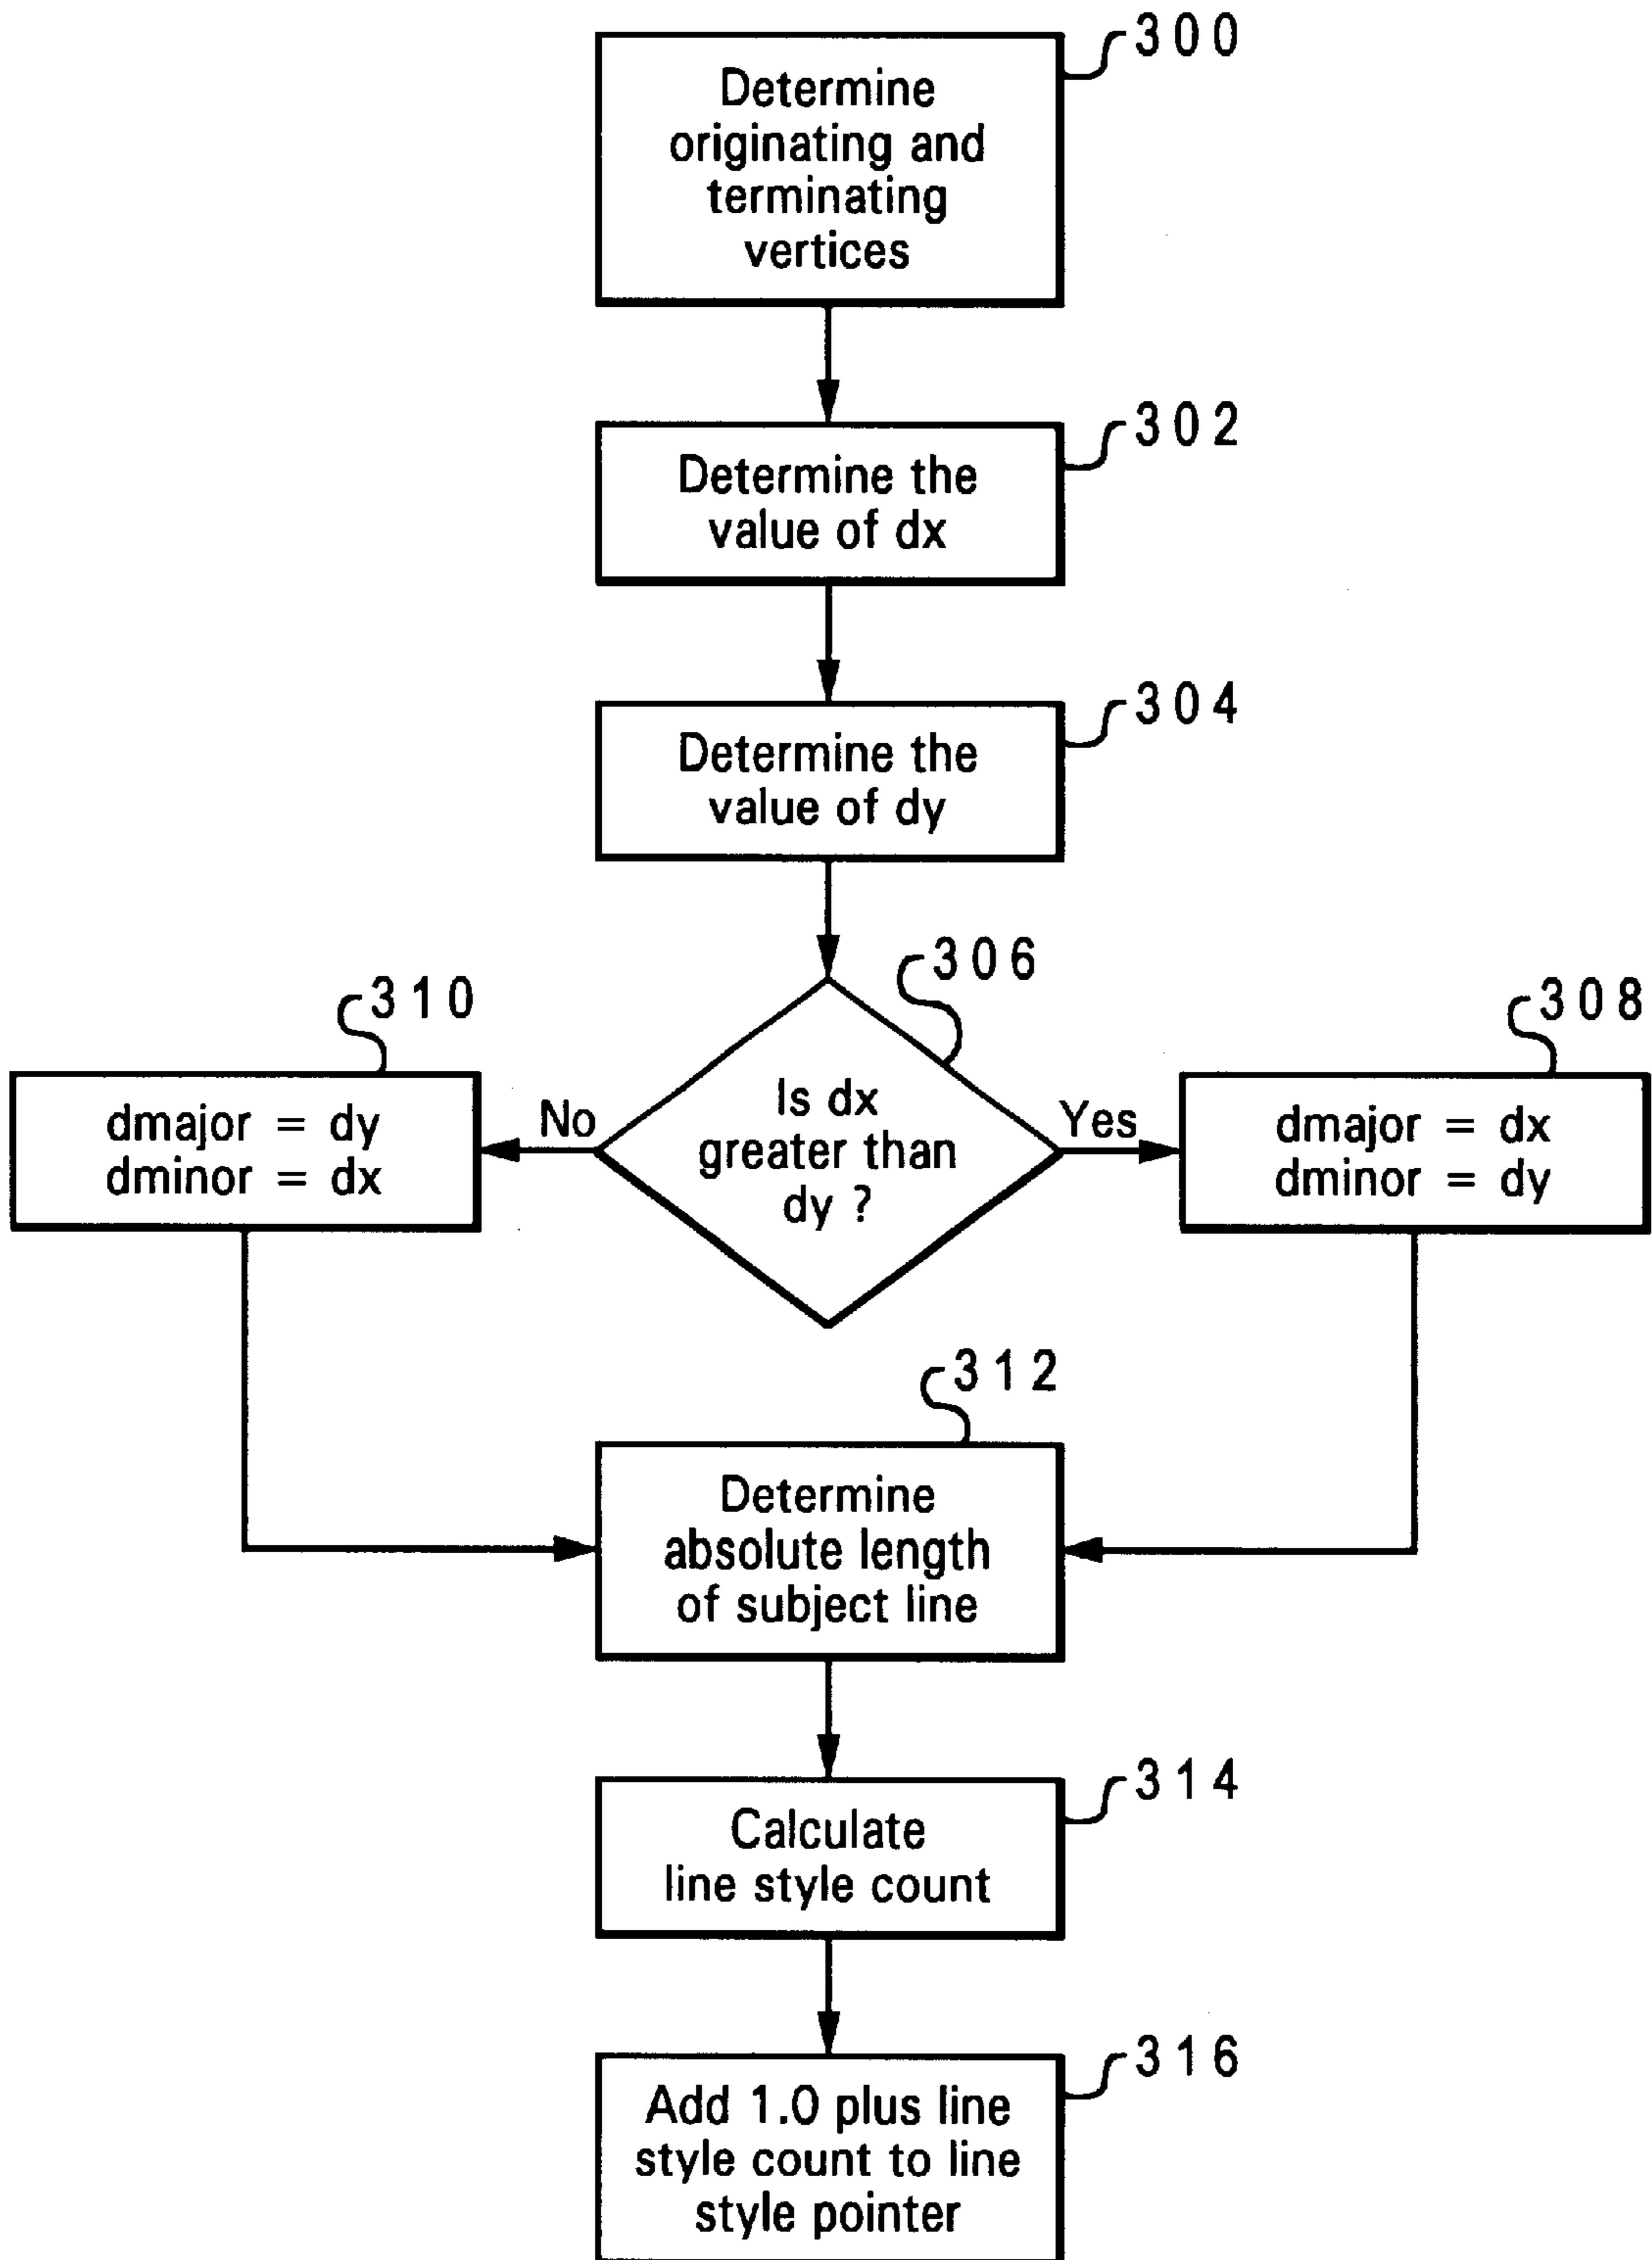 300
Determine
originating and
terminating
vertices
302
Determine the
value of dx
304
Determine the
value of dy
306
310
308
Is dx
greater than
dy ?
No
Yes
dmajor = dy
dminor = dx
dmajor = dx
dminor = dy
312
Determine
absolute length
of subject line
314
Calculate
line style count
316
Add 1.0 plus line
style count to line
style pointer